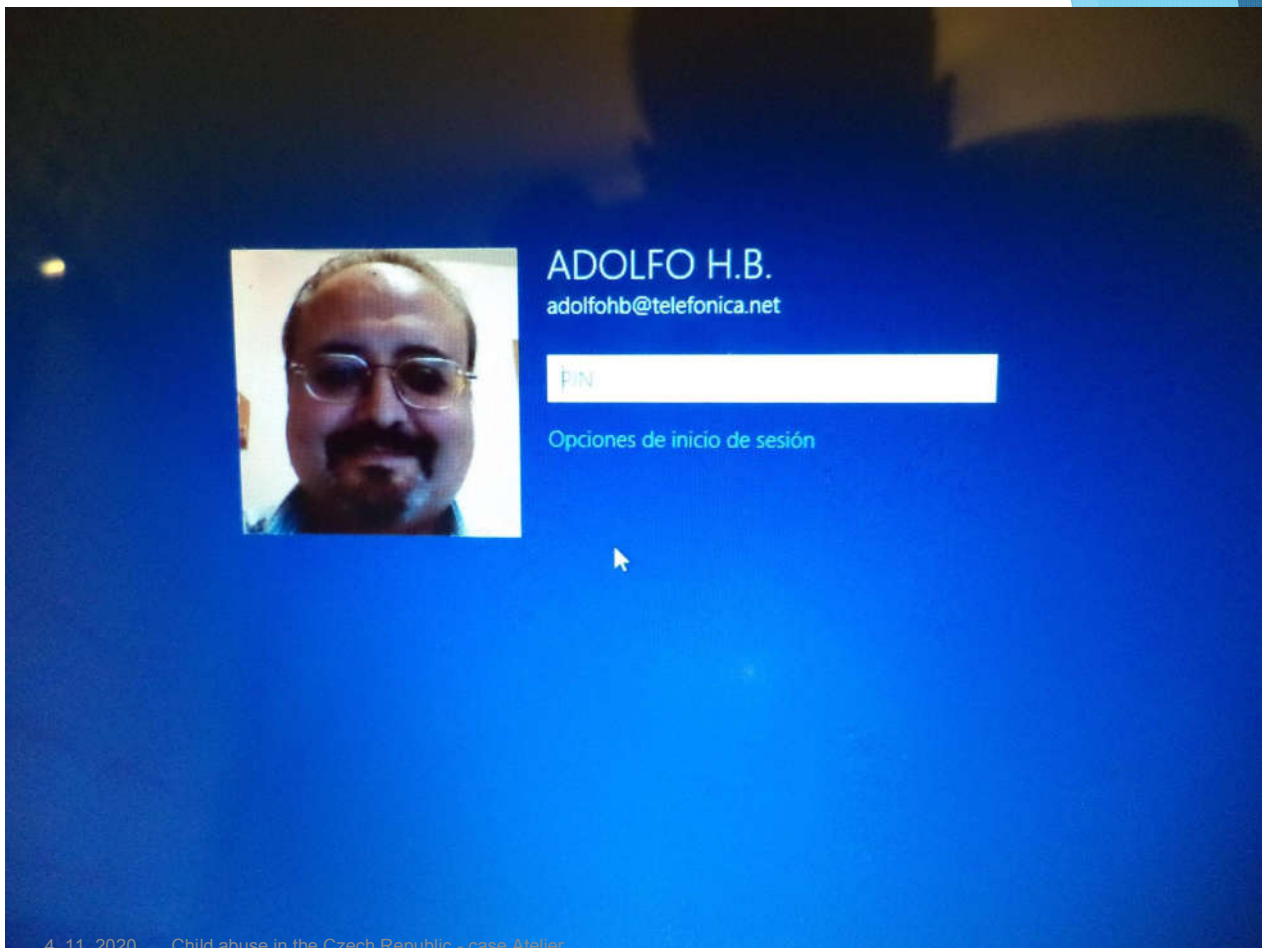 ADOLFO H.B.
adolfohb@telefonica.net
PIN
Opciones de inicio de sesión
4. 11. 2020 Child abuse in the Czech Republic - case Atelier